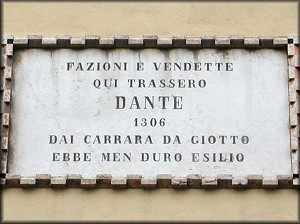 FAZIONI E VENDETTE
QUI TRASSERO
DANTE
1306
DAI CARRARA DA GIOTTO
EBBE MEN DURO ESILIO